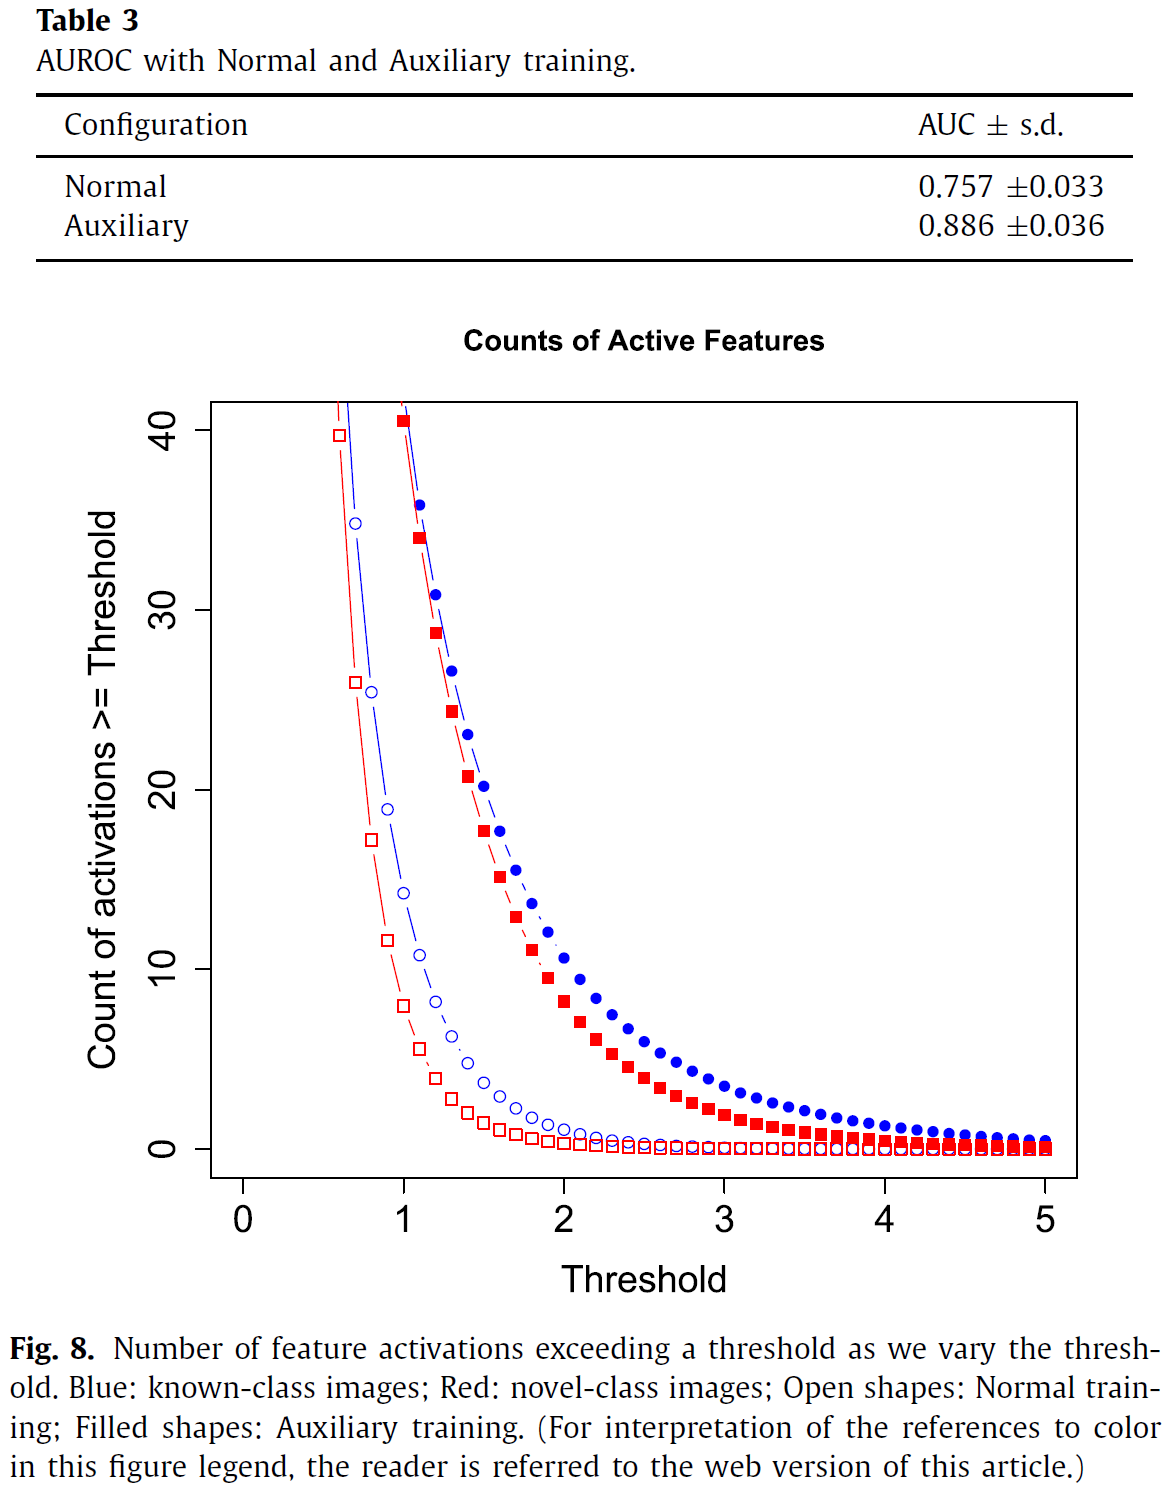 Table 3
AUROC with Normal and Auxiliary training.
Configuration AUC ± s.d.
Normal 0.757 ±0.033
Auxiliary 0.886 ±0.036
Counts of Active Features
Count of activations >= Threshold
40
30
20
10
0
0 1 2 3 4 5
Threshold
Fig. 8. Number of feature activations exceeding a threshold as we vary the thresh-
old. Blue: known-class images; Red: novel-class images; Open shapes: Normal train-
ing; Filled shapes: Auxiliary training. (For interpretation of the references to color
in this figure legend, the reader is referred to the web version of this article.)